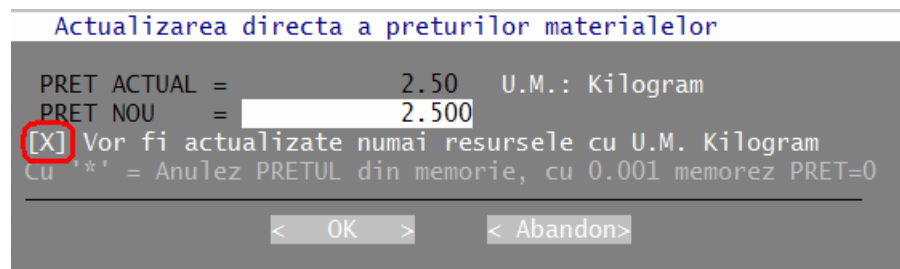 Actualizarea directa a preturilor materialelor
PRET ACTUAL = 2.50 U.M.: Kilogram
PRET NOU = 2.500
[X] Vor fi actualizate numai resursele cu U.M. Kilogram
Cu '*' = Anulez PRETUL din memorie, cu 0.001 memorez PRET=0
< OK > < Abandon>